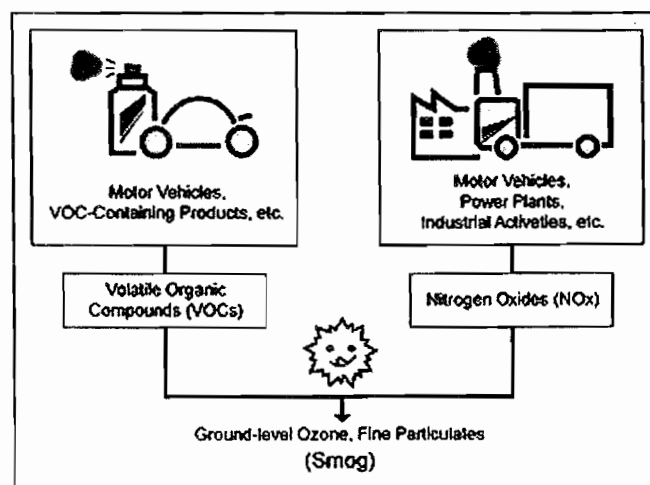 Motor Vehicles,
VOC-Containing Products, etc.
Motor Vehicles,
Power Plants,
Industrial Activeties, etc.
Volatile Organic
Compounds (VOCs)
Nitrogen Oxides (NOx)
Ground-level Ozone, Fine Particulates
(Smog)